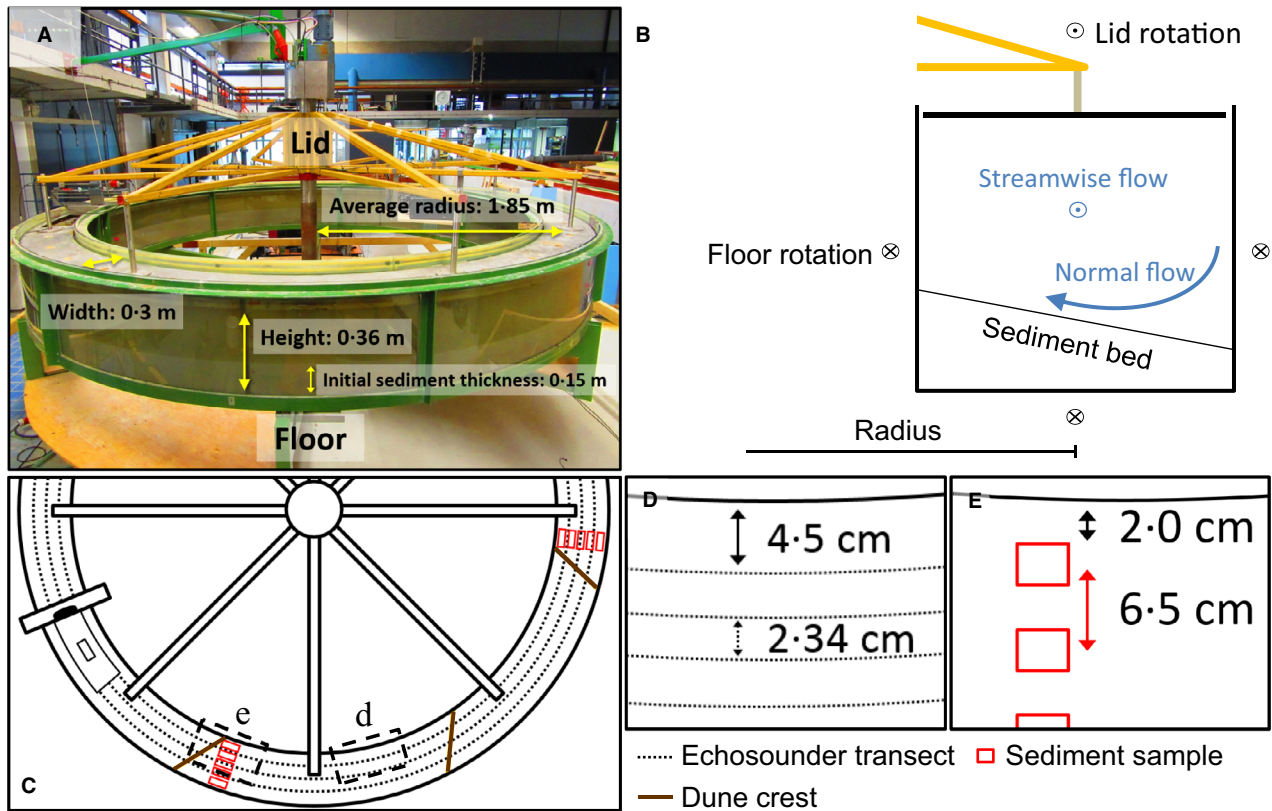 A
Lid
Average radius: 1·85 m
Width: 0·3 m
Height: 0·36 m
Initial sediment thickness: 0·15 m
Floor
B
Lid rotation
Streamwise flow
Floor rotation
Normal flow
Sediment bed
Radius
C
e
d
D
4·5 cm
2·34 cm
E
2·0 cm
6·5 cm
Echosounder transect
Sediment sample
Dune crest